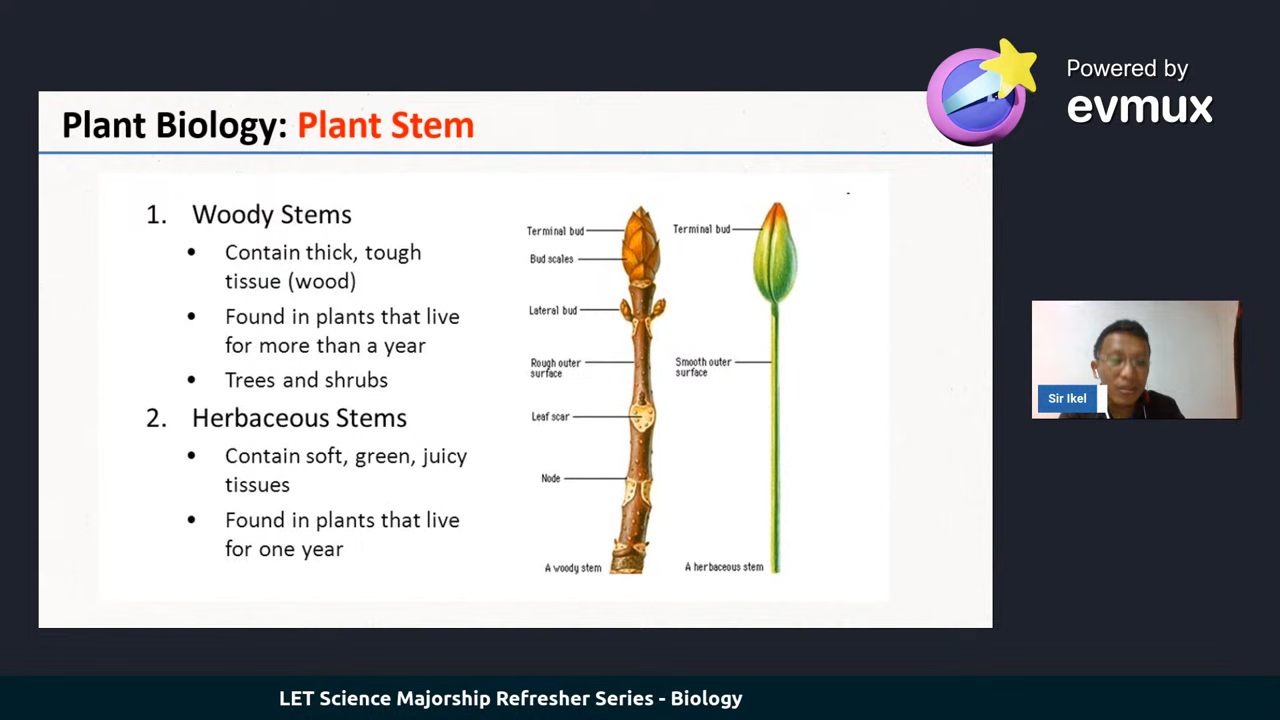 Powered by
evmux
Plant Biology: Plant Stem
1. Woody Stems
• Contain thick, tough
tissue (wood)
• Found in plants that live
for more than a year
• Trees and shrubs
2. Herbaceous Stems
• Contain soft, green, juicy
tissues
• Found in plants that live
for one year
Terminal bud
Bud scales
Lateral bud
Rough outer
surface
Leaf scar
Node
A woody stem
Terminal bud
Smooth outer
surface
A herbaceous stem
Sir Ikel
LET Science Majorship Refresher Series - Biology